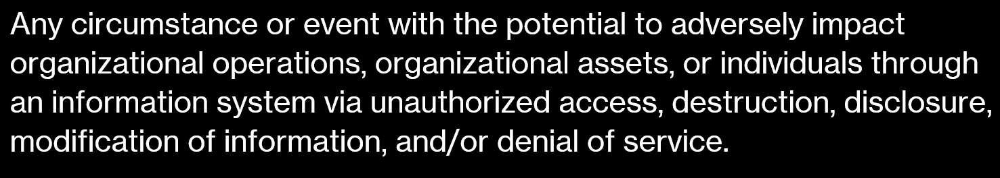 Any circumstance or event with the potential to adversely impact
organizational operations, organizational assets, or individuals through
an information system via unauthorized access, destruction, disclosure,
modification of information, and/or denial of service.